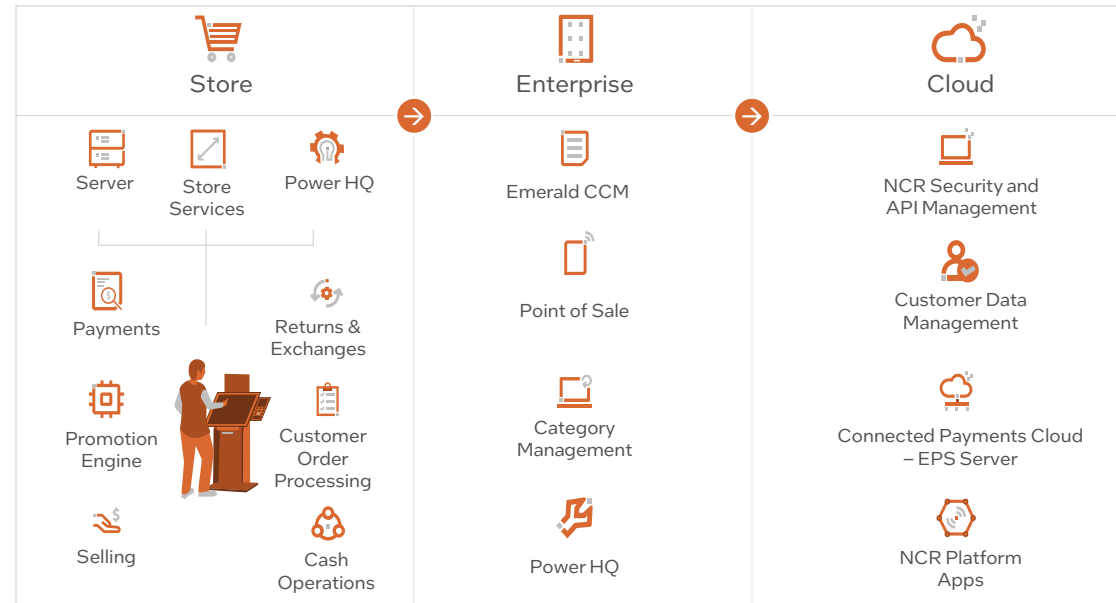 Store
Enterprise
Cloud
Server
Store
Services
Power HQ
Payments
Returns &
Exchanges
Promotion
Engine
Customer
Order
Processing
Selling
Cash
Operations
Emerald CCM
Point of Sale
Category
Management
Power HQ
NCR Security and
API Management
Customer Data
Management
Connected Payments Cloud
– EPS Server
NCR Platform
Apps